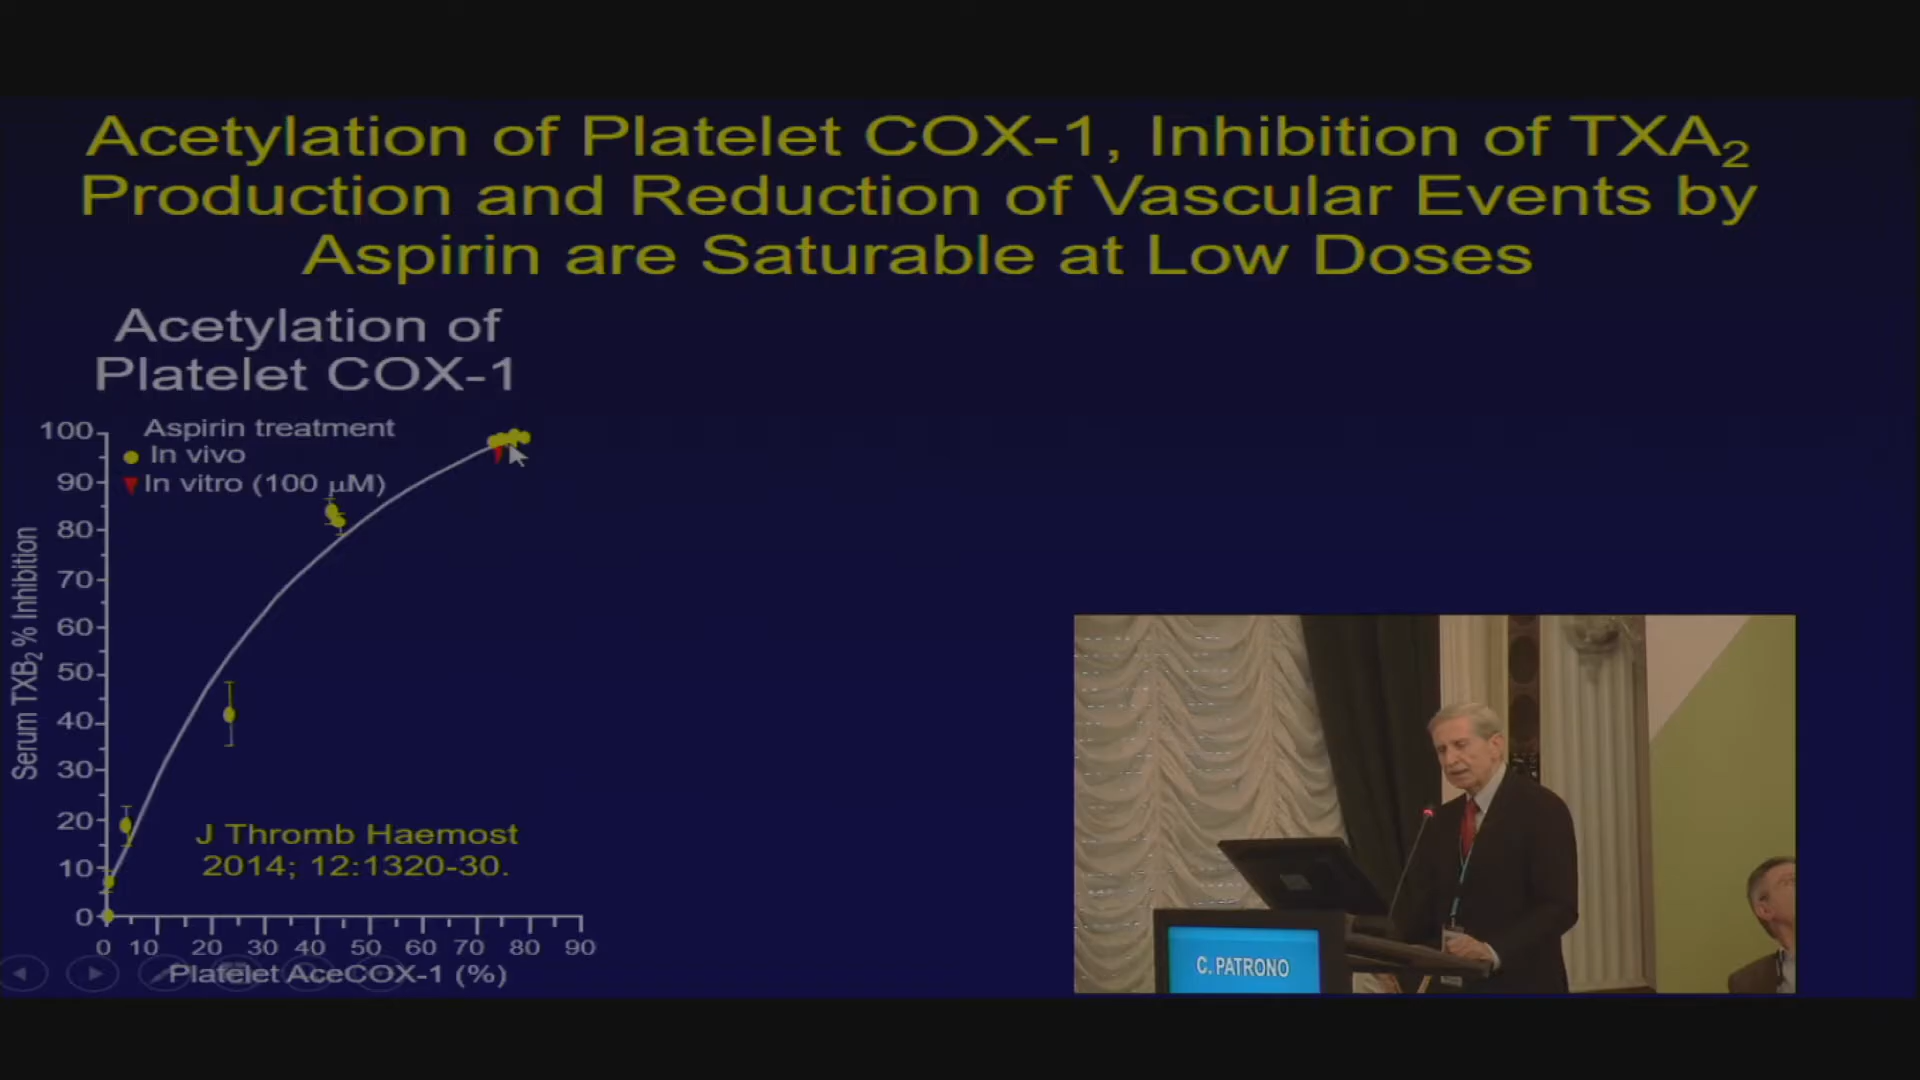 Acetylation of Platelet COX-1, Inhibition of TXA₂
Production and Reduction of Vascular Events by
Aspirin are Saturable at Low Doses
Acetylation of
Platelet COX-1
Aspirin treatment
In vivo
In vitro (100 μM)
100
90
80
70
60
50
40
30
20
10
0
Serum TXB₂ % Inhibition
J Thromb Haemost
2014; 12:1320-30.
0 10 20 30 40 50 60 70 80 90
Platelet AceCOX-1 (%)
C. PATRONO